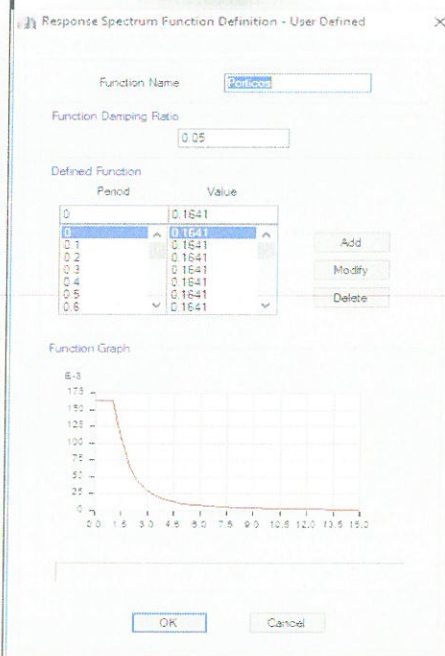 Response Spectrum Function Definition - User Defined
Function Name Porticos
Function Damping Ratio
0.05
Defined Function
Period Value
0 0.1641
0 0.1641
0.1 0.1641
0.2 0.1641
0.3 0.1641
0.4 0.1641
0.5 0.1641
0.6 0.1641
Add
Modify
Delete
Function Graph
E-3
175
150
125
100
75
50
25
0
0.0 1.5 3.0 4.5 6.0 7.5 9.0 10.5 12.0 13.5 15.0
OK Cancel